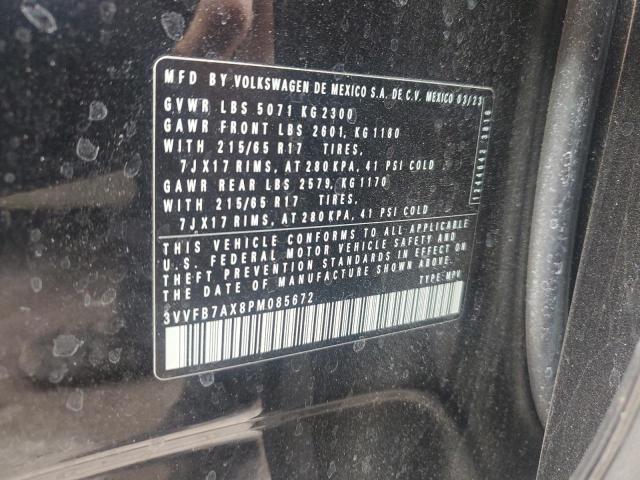 MFD BY VOLKSWAGEN DE MEXICO S.A. DE C.V. MEXICO 03/23
GVWR LBS 5071 KG 2300
GAWR FRONT LBS 2601, KG 1180
WITH 215/65 R17 TIRES,
7JX17 RIMS, AT 280 KPA, 41 PSI COLD
GAWR REAR LBS 2579, KG 1170
WITH 215/65 R17 TIRES,
7JX17 RIMS, AT 280 KPA, 41 PSI COLD
THIS VEHICLE CONFORMS TO ALL APPLICABLE
U.S. FEDERAL MOTOR VEHICLE SAFETY AND
THEFT PREVENTION STANDARDS IN EFFECT ON
THE DATE OF MANUFACTURE SHOWN ABOVE.
TYPE MPV
3VVFB7AX8PM085672